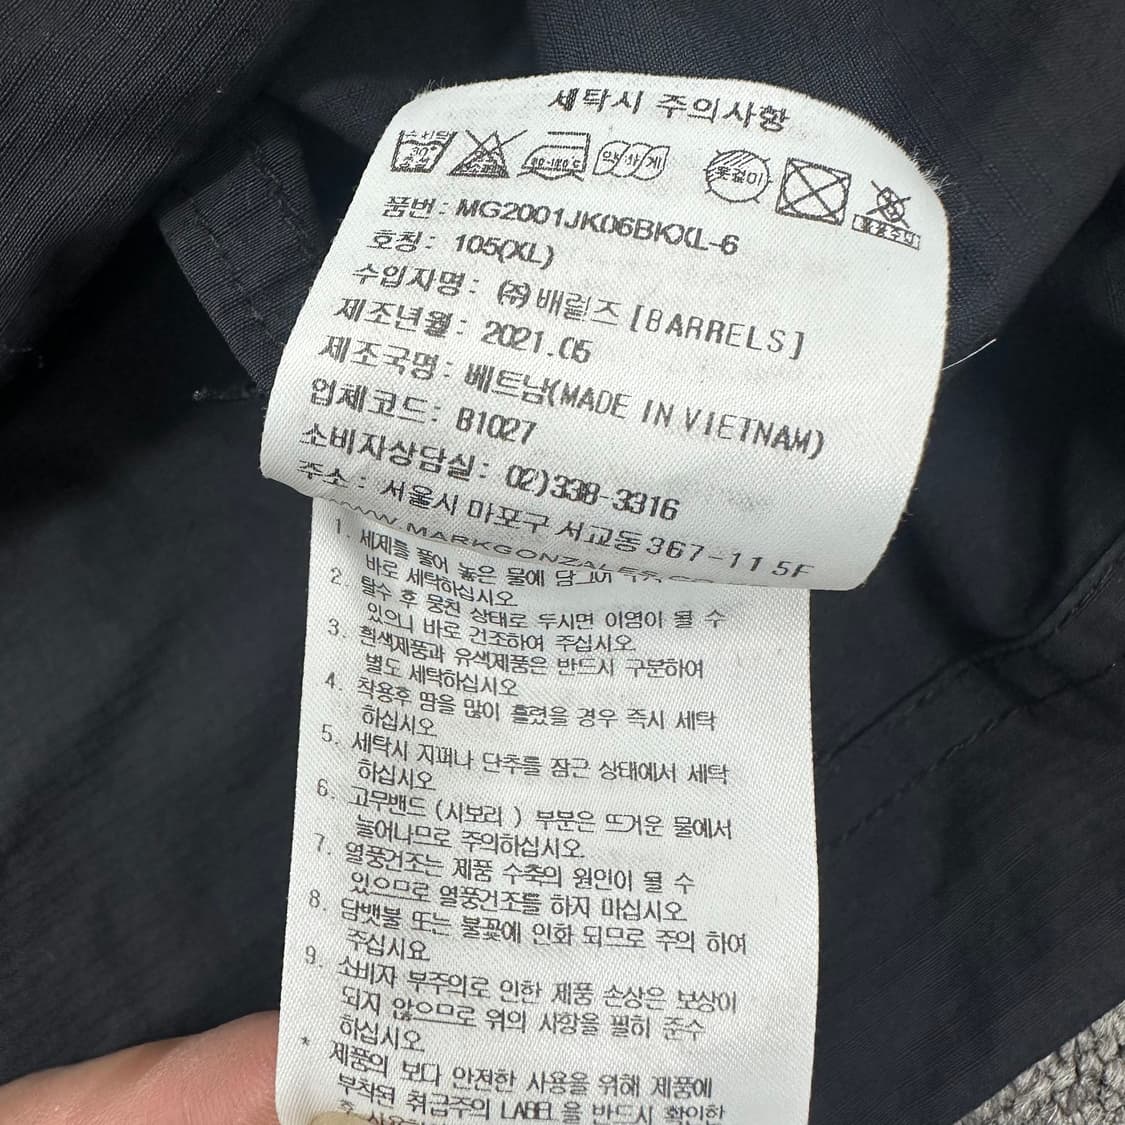 세탁시 주의사항
30°
약하게
옷걸이
품번: MG2001JK06BKXL-6
호칭: 105(XL)
수입자명: ㈜배럴즈 [BARRELS]
제조년월: 2021.05
제조국명: 베트남(MADE IN VIETNAM)
업체코드: B1027
소비자상담실: 02)338-3316
주소: 서울시 마포구 서교동 367-11 5F
1. 세제를 풀어 놓은 물에 담그어
바로 세탁하십시오
2. 탈수 후 뭉친 상태로 두시면 이염이 될 수
있으니 바로 건조하여 주십시오.
3. 흰색제품과 유색제품은 반드시 구분하여
별도 세탁하십시오
4. 착용후 땀을 많이 흘렸을 경우 즉시 세탁
하십시오
5. 세탁시 지퍼나 단추를 잠근 상태에서 세탁
하십시오
6. 고무밴드 (시보리 ) 부분은 뜨거운 물에서
늘어나므로 주의하십시오.
7. 열풍건조는 제품 수축의 원인이 될 수
있으므로 열풍건조를 하지 마십시오.
8. 담뱃불 또는 불꽃에 인화 되므로 주의 하여
주십시요
9. 소비자 부주의로 인한 제품 손상은 보상이
되지 않으므로 위의 사항을 필히 준수
하십시오
* 제품의 보다 안전한 사용을 위해 제품에
부착된 취급주의 LABEL을 반드시 확인한